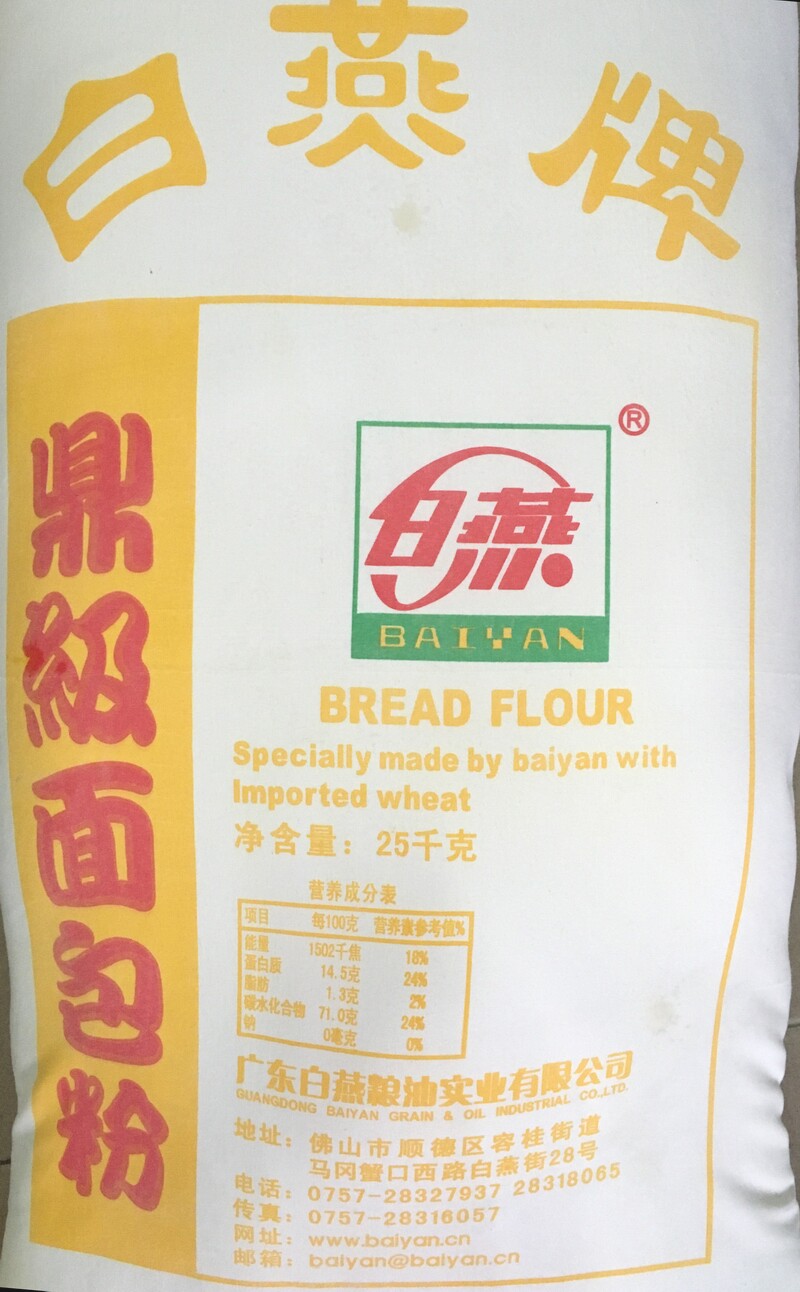 白燕牌
鼎級面包粉
®
白燕
BAIYAN
BREAD FLOUR
Specially made by baiyan with
Imported wheat
净含量：25千克
营养成分表
项目 每100克 营养素参考值%
能量 1502千焦 18%
蛋白质 14.5克 24%
脂肪 1.3克 2%
碳水化合物 71.0克 24%
钠 0毫克 0%
广东白燕粮油实业有限公司
GUANGDONG BAIYAN GRAIN & OIL INDUSTRIAL CO.,LTD.
地址：佛山市顺德区容桂街道
马冈蟹口西路白燕街28号
电话：0757-28327937 28318065
传真：0757-28316057
网址：www.baiyan.cn
邮箱：baiyan@baiyan.cn